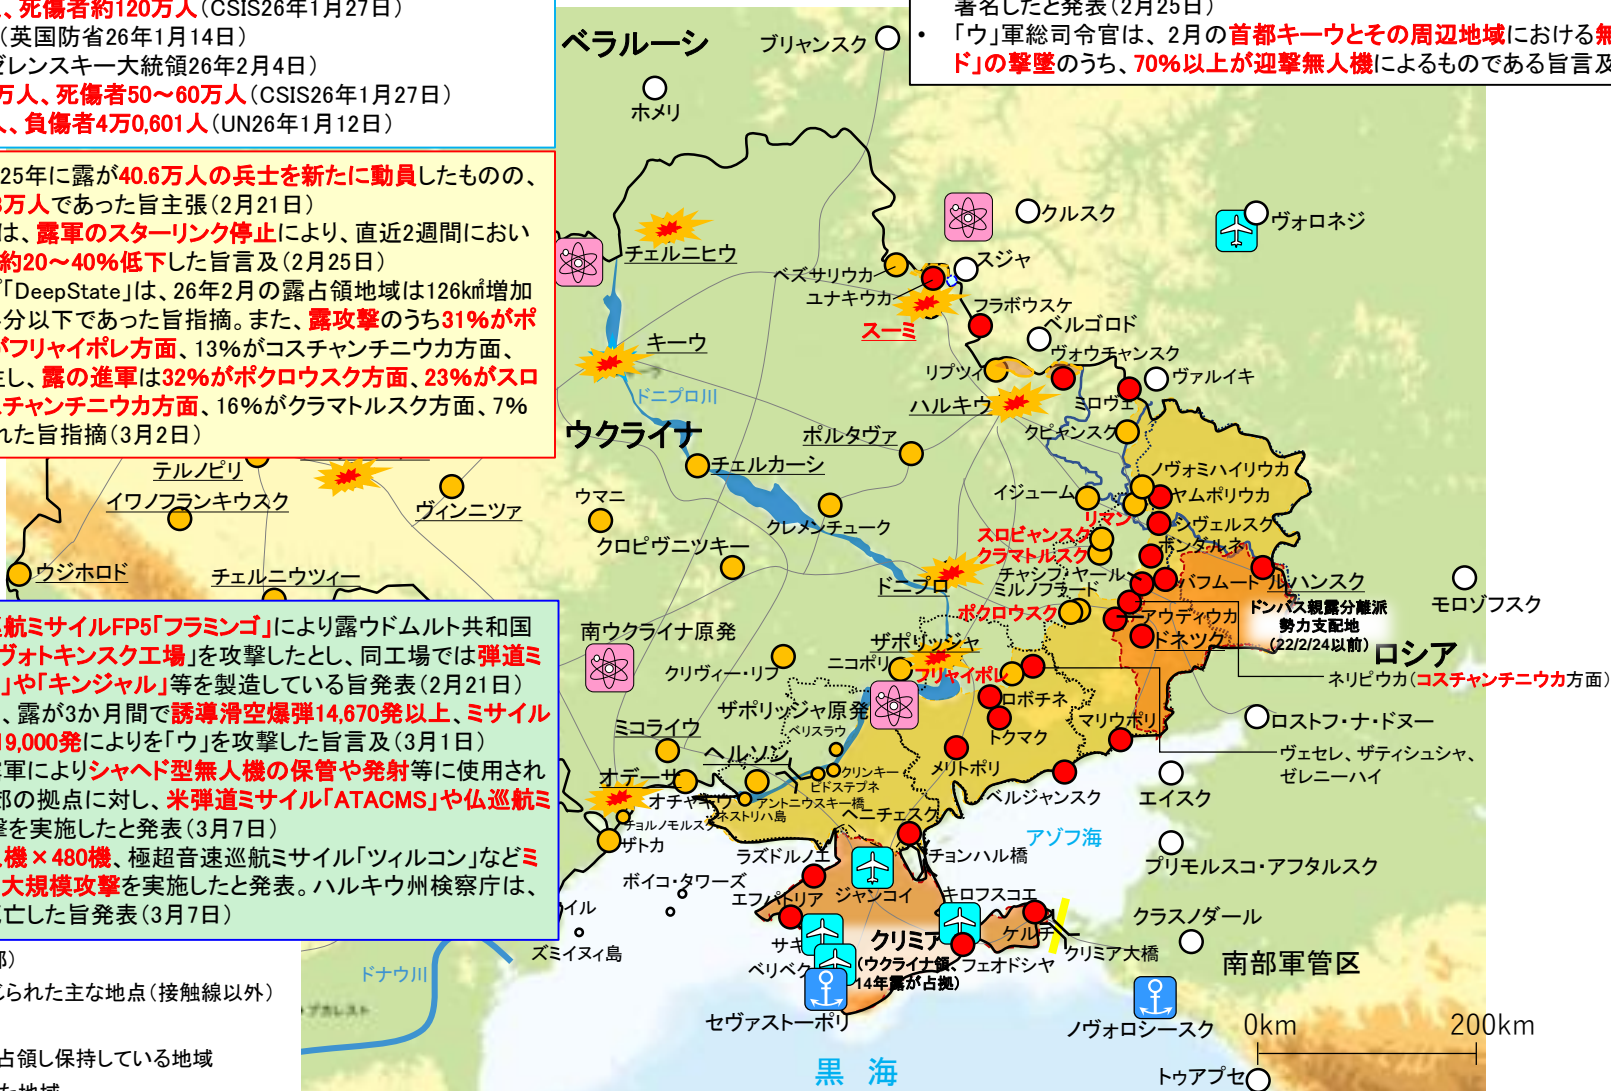 、死傷者約120万人(CSIS26年1月27日)
(英国防省26年1月14日)
ゼレンスキー大統領26年2月4日)
万人、死傷者50～60万人(CSIS26年1月27日)
人、負傷者4万0,601人(UN26年1月12日)
25年に露が40.6万人の兵士を新たに動員したものの、
万人であった旨主張(2月21日)
は、露軍のスターリンク停止により、直近2週間におい
約20～40%低下した旨言及(2月25日)
「DeepState」は、26年2月の露占領地域は126㎢増加
分以下であった旨指摘。また、露攻撃のうち31%がポ
がフリャイポレ方面、13%がコスチャンチニウカ方面、
生し、露の進軍は32%がポクロウスク方面、23%がスロ
スチャンチニウカ方面、16%がクラマトルスク方面、7%
れた旨指摘(3月2日)
巡航ミサイルFP5「フラミンゴ」により露ウドムルト共和国
ヴォトキンスク工場」を攻撃したとし、同工場では弾道ミ
」や「キンジャル」等を製造している旨発表(2月21日)
、露が3か月間で誘導滑空爆弾14,670発以上、ミサイル
19,000発によりを「ウ」を攻撃した旨言及(3月1日)
軍によりシャヘド型無人機の保管や発射等に使用され
部の拠点に対し、米弾道ミサイル「ATACMS」や仏巡航ミ
撃を実施したと発表(3月7日)
人機×480機、極超音速巡航ミサイル「ツィルコン」などミ
大規模攻撃を実施したと発表。ハルキウ州検察庁は、
死亡した旨発表(3月7日)
部)
じられた主な地点(接触線以外)
占領し保持している地域
た地域
署名したと発表(2月25日)
・「ウ」軍総司令官は、2月の首都キーウとその周辺地域における無
ド」の撃墜のうち、70%以上が迎撃無人機によるものである旨言及
ベラルーシ
ブリャンスク
ホメリ
クルスク
ヴォロネジ
チェルニヒウ
スジャ
ベズサリウカ
ユナキウカ
フラボウスケ
スーミ
ベルゴロド
キーウ
ヴォウチャンスク
リプツィ
ヴァルイキ
ドニプロ川
ハルキウ
ミロヴェ
ウクライナ
ポルタヴァ
クピャンスク
チェルカーシ
ノヴォミハイリウカ
テルノピリ
イワノフランキウスク
ヴィンニツァ
ウマニ
イジューム
ヤムポリウカ
リマン
クレメンチューク
シヴェルスク
スロビャンスク
クロピヴニツキー
クラマトルスク
ボンダルネ
ウジホロド
チェルニウツィー
ドニプロ
チャシフ・ヤール
バフムート
ルハンスク
ミルノフラード
モロゾフスク
ポクロウスク
アウディウカ
ドンバス親露分離派
勢力支配地
(22/2/24以前)
南ウクライナ原発
ザポリッジャ
ドネツク
ロシア
クリヴィー・リフ
ニコポリ
フリャイポレ
ネリピウカ(コスチャンチニウカ方面)
ロボチネ
ザポリッジャ原発
マリウポリ
ロストフ・ナ・ドヌー
ミコライウ
ベリスラウ
トクマク
ヘルソン
ヴェセレ、ザティシュシャ、
ゼレニーハイ
メリトポリ
オデーサ
クリンキー
ビドステプネ
ベルジャンスク
エイスク
オチャキウ
アントニウスキー橋
ネストリハ島
ヘニチェスク
チョルノモルスク
アゾフ海
ザトカ
ラズドルノエ
チョンハル橋
プリモルスコ・アフタルスク
ボイコ・タワーズ
エフパトリア
ジャンコイ
キロフスコエ
イル
クラスノダール
ケルチ
クリミア
サキ
ズミイヌィ島
クリミア大橋
ベリベク
(ウクライナ領、
14年露が占拠)
フェオドシヤ
南部軍管区
ドナウ川
セヴァストーポリ
ノヴォロシースク
0km
200km
黒海
トゥアプセ